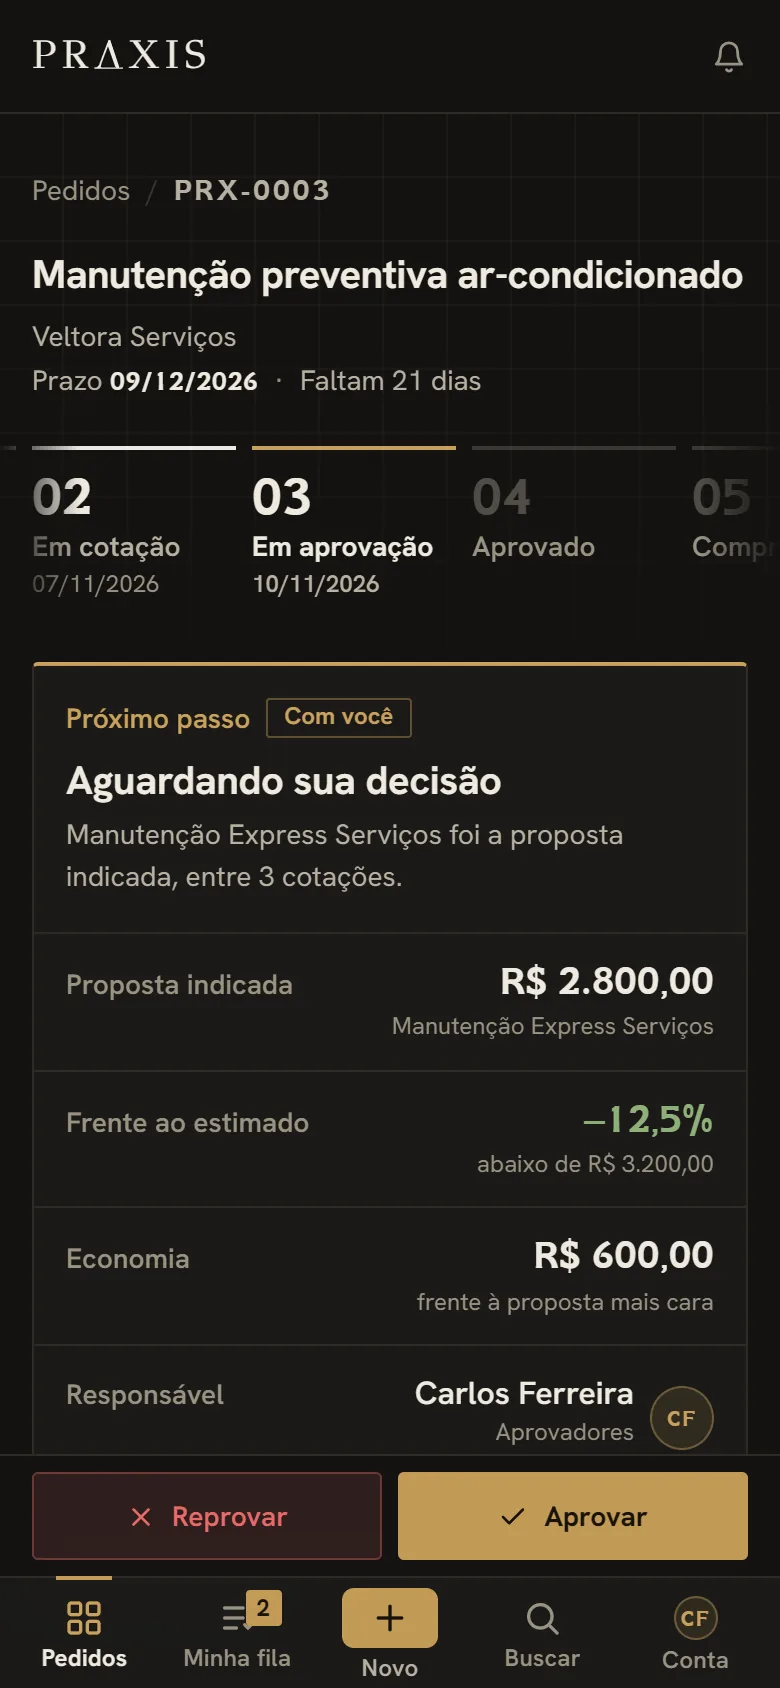 PRΛXIS
Pedidos / PRX-0003
Manutenção preventiva ar-condicionado
Veltora Serviços
Prazo 09/12/2026 · Faltam 21 dias
02 03 04 05
Em cotação Em aprovação Aprovado Comp
07/11/2026 10/11/2026
Próximo passo Com você
Aguardando sua decisão
Manutenção Express Serviços foi a proposta
indicada, entre 3 cotações.
Proposta indicada R$ 2.800,00
Manutenção Express Serviços
Frente ao estimado –12,5%
abaixo de R$ 3.200,00
Economia R$ 600,00
frente à proposta mais cara
Responsável Carlos Ferreira
Aprovadores CF
Reprovar Aprovar
2 CF
Pedidos Minha fila Novo Buscar Conta